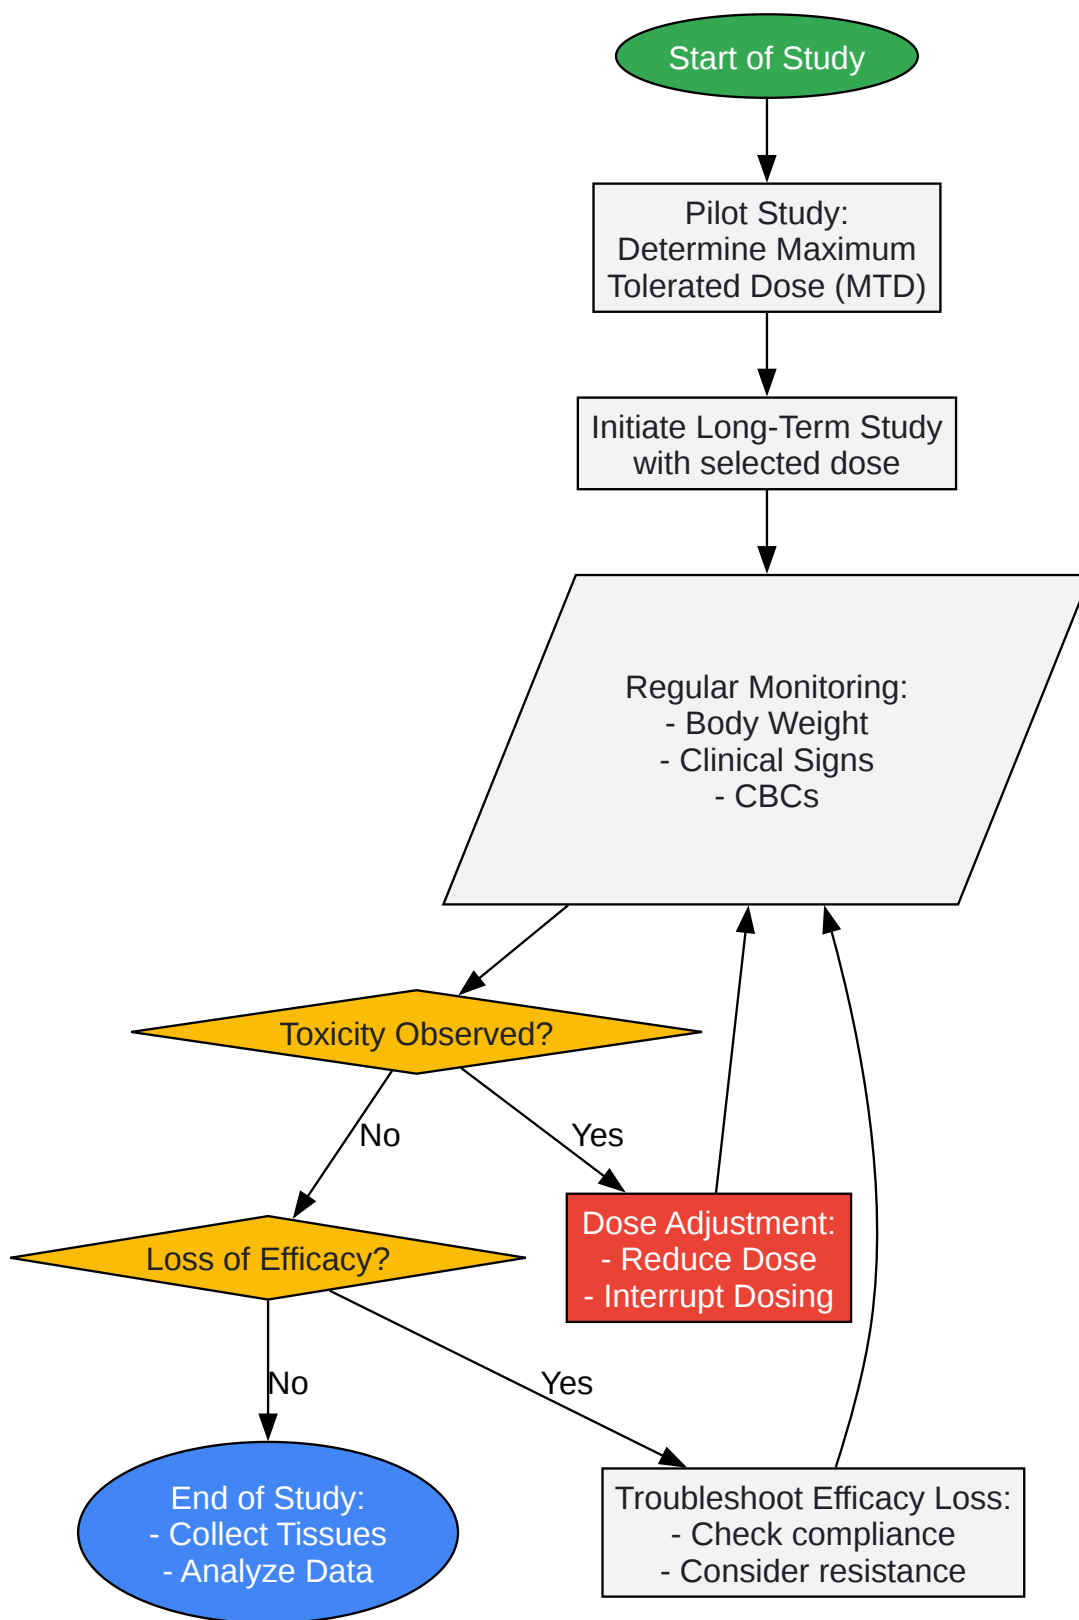 Start of Study
Pilot Study:
Determine Maximum
Tolerated Dose (MTD)
Initiate Long-Term Study
with selected dose
Regular Monitoring:
- Body Weight
- Clinical Signs
- CBCs
Toxicity Observed?
No
Yes
Loss of Efficacy?
Dose Adjustment:
- Reduce Dose
- Interrupt Dosing
No
Yes
End of Study:
- Collect Tissues
- Analyze Data
Troubleshoot Efficacy Loss:
- Check compliance
- Consider resistance